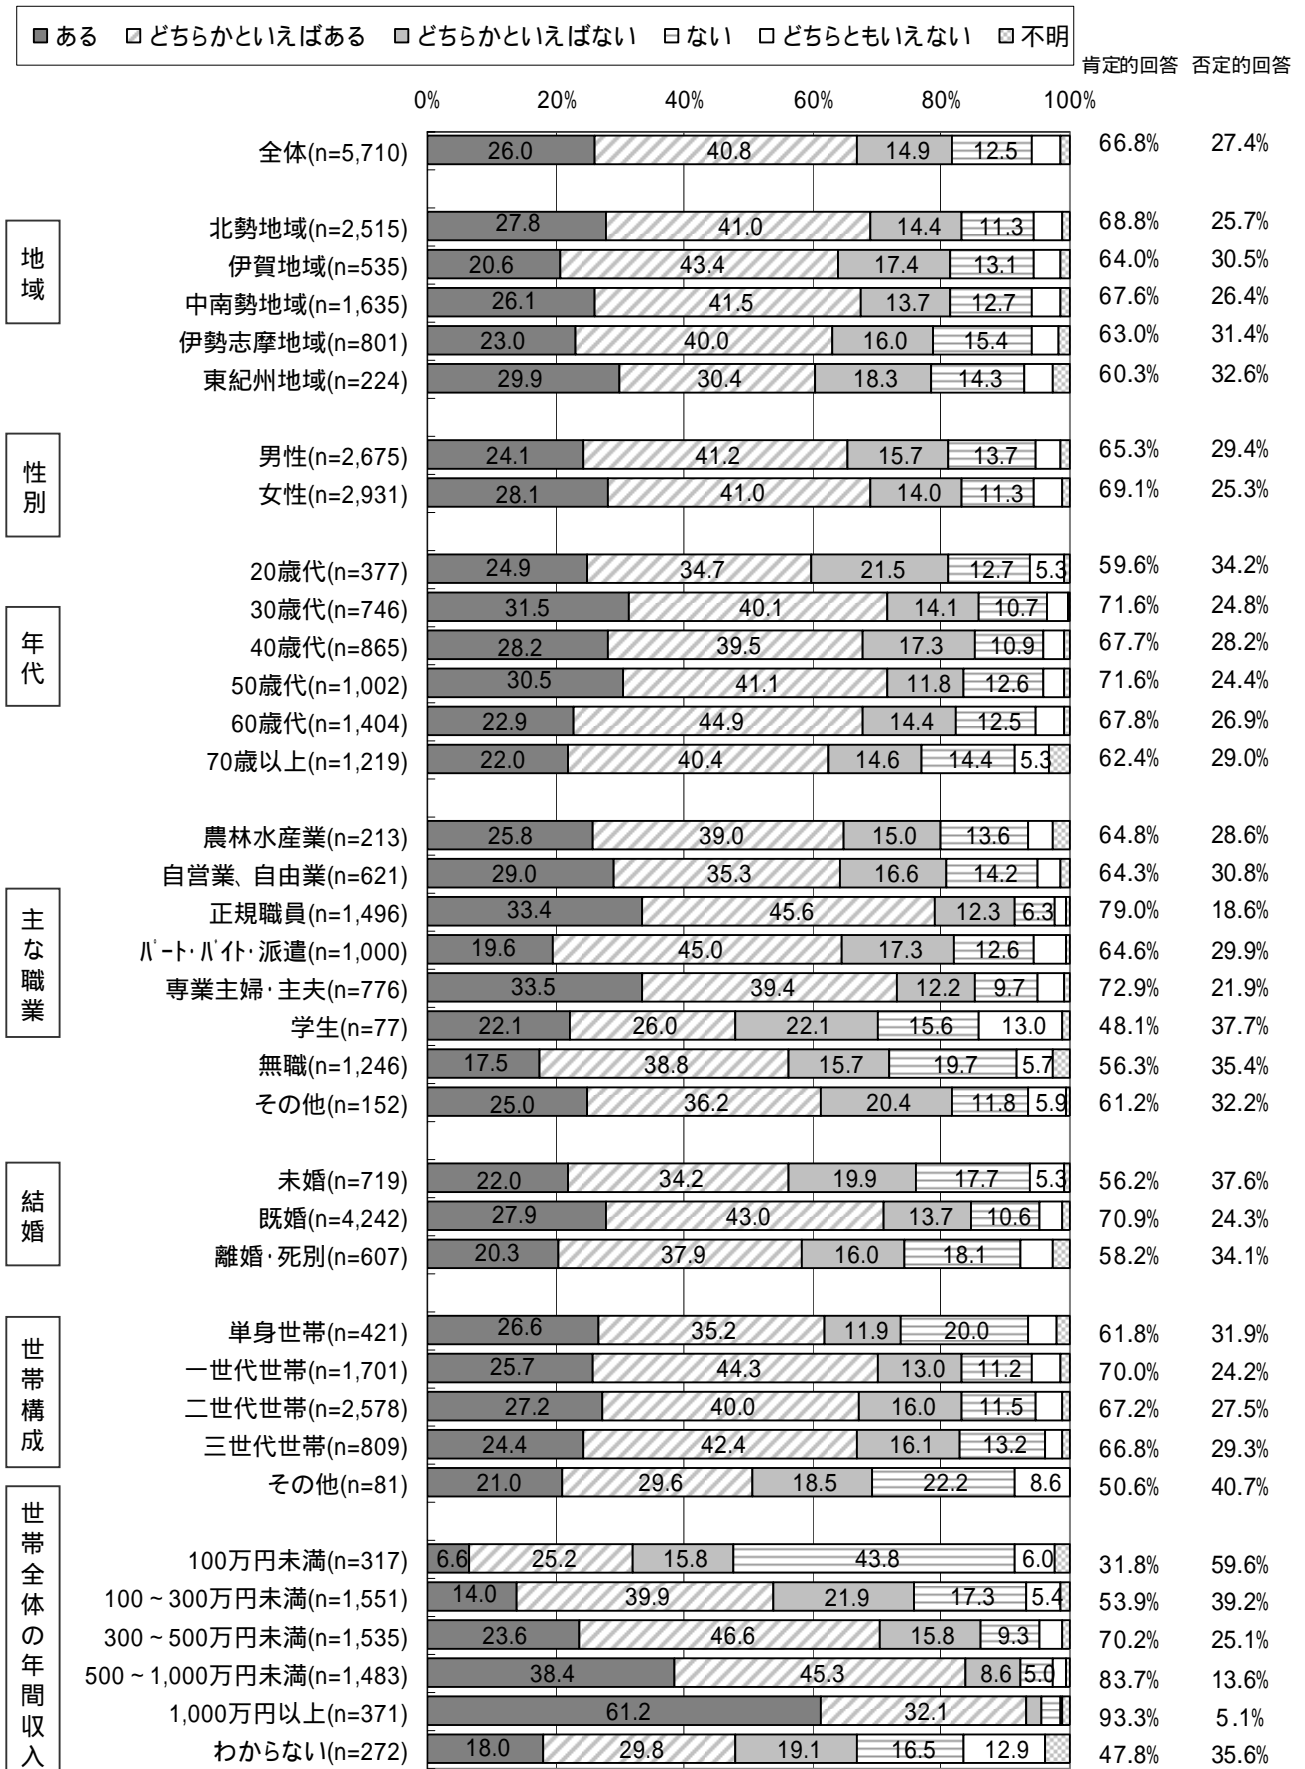 ■ある どちらかといえばある どちらかといえばない ない どちらともいえない 不明
肯定的回答 否定的回答
0% 20% 40% 60% 80% 100%
全体(n=5,710) 26.0 40.8 14.9 12.5 66.8% 27.4%
地域
北勢地域(n=2,515) 27.8 41.0 14.4 11.3 68.8% 25.7%
伊賀地域(n=535) 20.6 43.4 17.4 13.1 64.0% 30.5%
中南勢地域(n=1,635) 26.1 41.5 13.7 12.7 67.6% 26.4%
伊勢志摩地域(n=801) 23.0 40.0 16.0 15.4 63.0% 31.4%
東紀州地域(n=224) 29.9 30.4 18.3 14.3 60.3% 32.6%
性別
男性(n=2,675) 24.1 41.2 15.7 13.7 65.3% 29.4%
女性(n=2,931) 28.1 41.0 14.0 11.3 69.1% 25.3%
年代
20歳代(n=377) 24.9 34.7 21.5 12.7 5.3 59.6% 34.2%
30歳代(n=746) 31.5 40.1 14.1 10.7 71.6% 24.8%
40歳代(n=865) 28.2 39.5 17.3 10.9 67.7% 28.2%
50歳代(n=1,002) 30.5 41.1 11.8 12.6 71.6% 24.4%
60歳代(n=1,404) 22.9 44.9 14.4 12.5 67.8% 26.9%
70歳以上(n=1,219) 22.0 40.4 14.6 14.4 5.3 62.4% 29.0%
主な職業
農林水産業(n=213) 25.8 39.0 15.0 13.6 64.8% 28.6%
自営業、自由業(n=621) 29.0 35.3 16.6 14.2 64.3% 30.8%
正規職員(n=1,496) 33.4 45.6 12.3 6.3 79.0% 18.6%
ﾊﾟｰﾄ･ﾊﾞｲﾄ･派遣(n=1,000) 19.6 45.0 17.3 12.6 64.6% 29.9%
専業主婦･主夫(n=776) 33.5 39.4 12.2 9.7 72.9% 21.9%
学生(n=77) 22.1 26.0 22.1 15.6 13.0 48.1% 37.7%
無職(n=1,246) 17.5 38.8 15.7 19.7 5.7 56.3% 35.4%
その他(n=152) 25.0 36.2 20.4 11.8 5.9 61.2% 32.2%
結婚
未婚(n=719) 22.0 34.2 19.9 17.7 5.3 56.2% 37.6%
既婚(n=4,242) 27.9 43.0 13.7 10.6 70.9% 24.3%
離婚･死別(n=607) 20.3 37.9 16.0 18.1 58.2% 34.1%
世帯構成
単身世帯(n=421) 26.6 35.2 11.9 20.0 61.8% 31.9%
一世代世帯(n=1,701) 25.7 44.3 13.0 11.2 70.0% 24.2%
二世代世帯(n=2,578) 27.2 40.0 16.0 11.5 67.2% 27.5%
三世代世帯(n=809) 24.4 42.4 16.1 13.2 66.8% 29.3%
その他(n=81) 21.0 29.6 18.5 22.2 8.6 50.6% 40.7%
世帯全体の年間収入
100万円未満(n=317) 6.6 25.2 15.8 43.8 6.0 31.8% 59.6%
100~300万円未満(n=1,551) 14.0 39.9 21.9 17.3 5.4 53.9% 39.2%
300~500万円未満(n=1,535) 23.6 46.6 15.8 9.3 70.2% 25.1%
500~1,000万円未満(n=1,483) 38.4 45.3 8.6 5.0 83.7% 13.6%
1,000万円以上(n=371) 61.2 32.1 93.3% 5.1%
わからない(n=272) 18.0 29.8 19.1 16.5 12.9 47.8% 35.6%